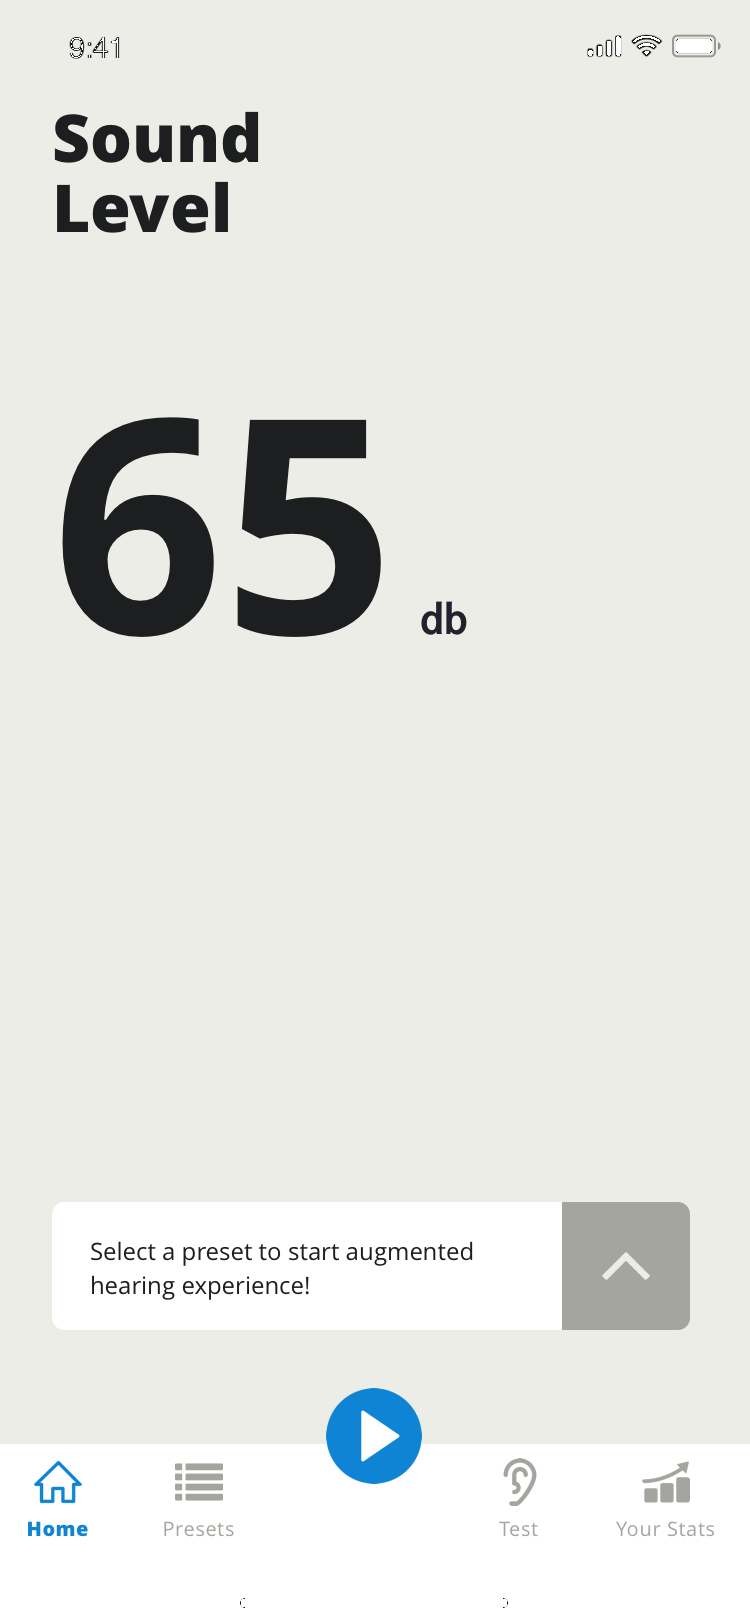 9:41
Sound
Level
65 db
Select a preset to start augmented
hearing experience!
Home
Presets
Test
Your Stats